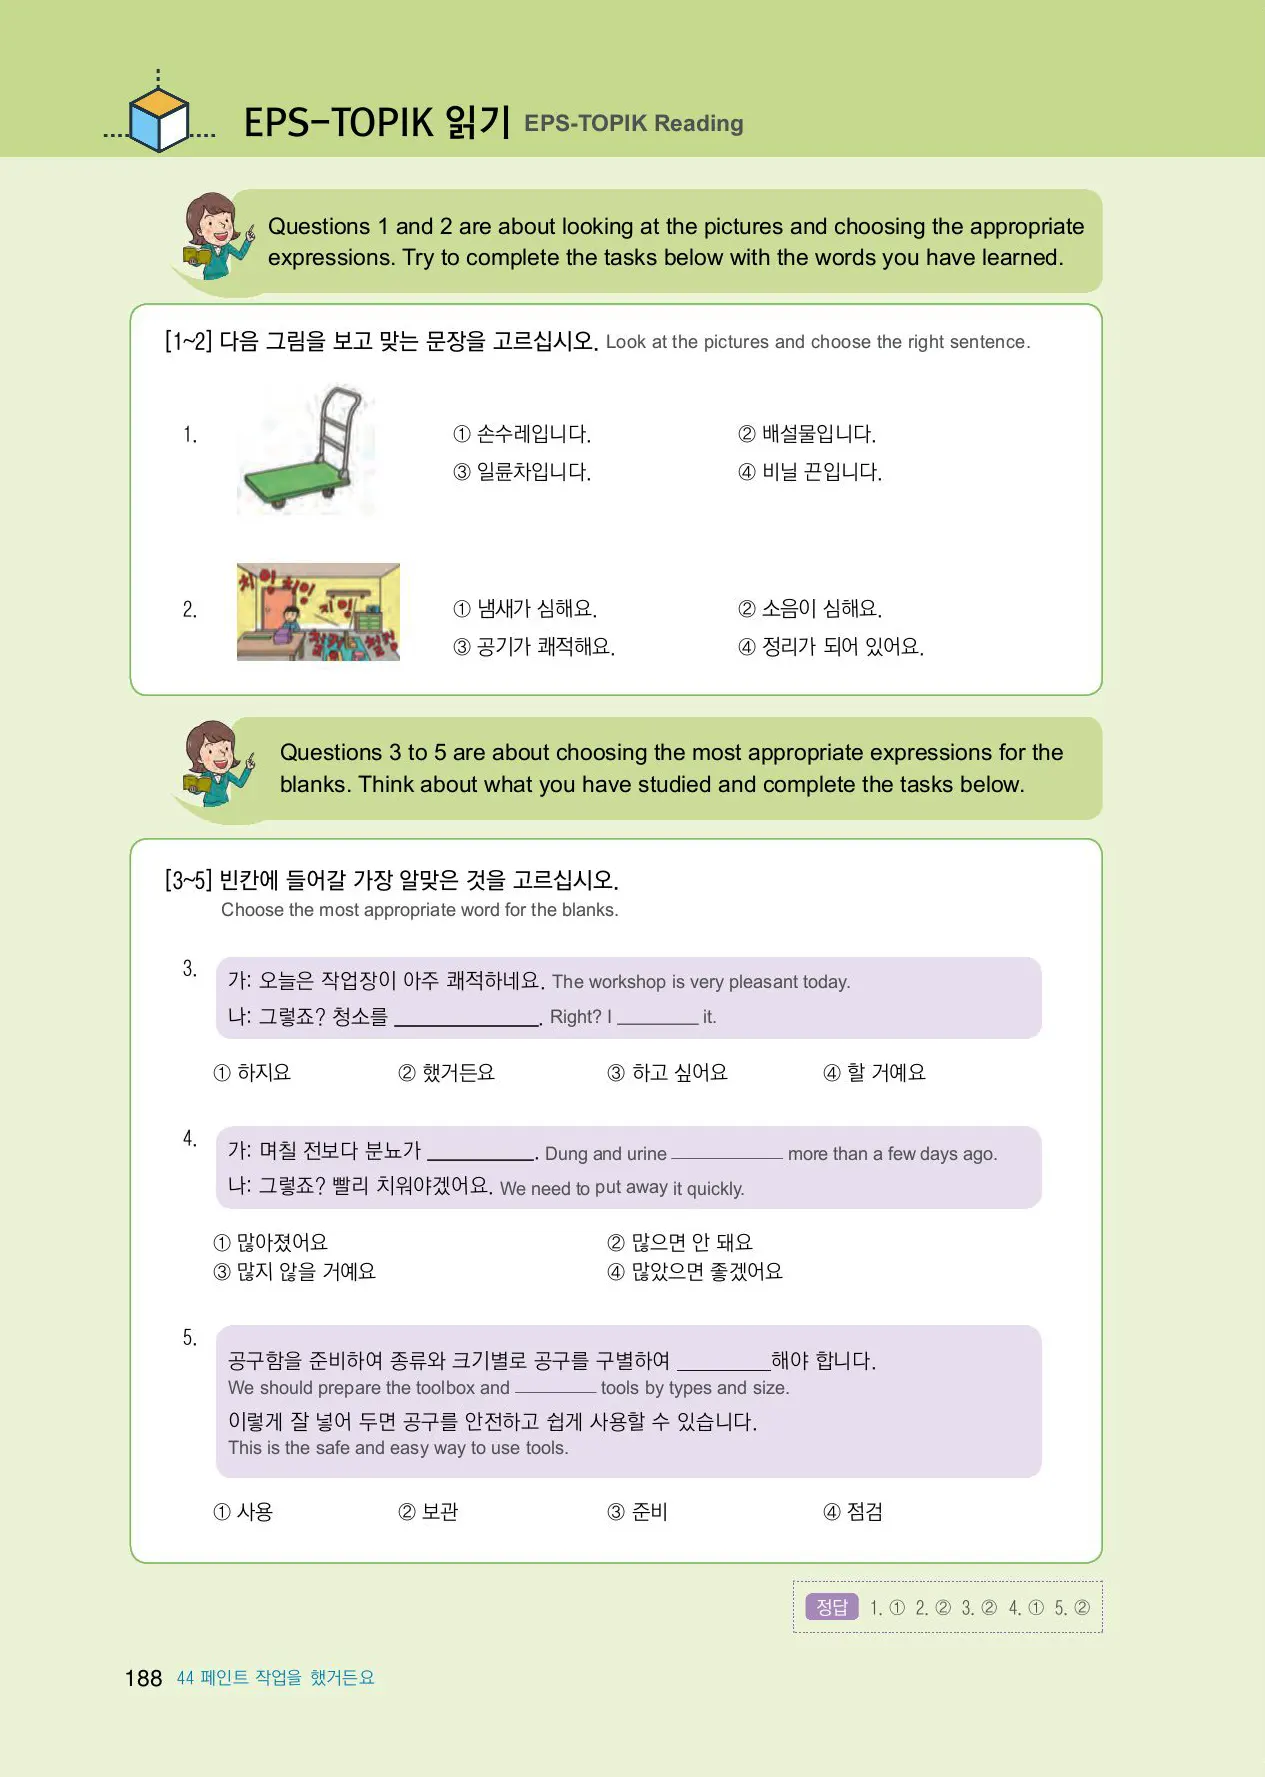 EPS-TOPIK 읽기 EPS-TOPIK Reading
Questions 1 and 2 are about looking at the pictures and choosing the appropriate
expressions. Try to complete the tasks below with the words you have learned.
[1~2] 다음 그림을 보고 맞는 문장을 고르십시오. Look at the pictures and choose the right sentence.
1.
① 손수레입니다. ② 배설물입니다.
③ 일륜차입니다. ④ 비닐 끈입니다.
2.
치잉 치잉
지잉
① 냄새가 심해요. ② 소음이 심해요.
③ 공기가 쾌적해요. ④ 정리가 되어 있어요.
Questions 3 to 5 are about choosing the most appropriate expressions for the
blanks. Think about what you have studied and complete the tasks below.
[3~5] 빈칸에 들어갈 가장 알맞은 것을 고르십시오.
Choose the most appropriate word for the blanks.
3.
가: 오늘은 작업장이 아주 쾌적하네요. The workshop is very pleasant today.
나: 그렇죠? 청소를 ______________. Right? I ________ it.
① 하지요 ② 했거든요 ③ 하고 싶어요 ④ 할 거예요
4.
가: 며칠 전보다 분뇨가 __________. Dung and urine ___________ more than a few days ago.
나: 그렇죠? 빨리 치워야겠어요. We need to put away it quickly.
① 많아졌어요 ② 많으면 안 돼요
③ 많지 않을 거예요 ④ 많았으면 좋겠어요
5.
공구함을 준비하여 종류와 크기별로 공구를 구별하여 _________해야 합니다.
We should prepare the toolbox and ________ tools by types and size.
이렇게 잘 넣어 두면 공구를 안전하고 쉽게 사용할 수 있습니다.
This is the safe and easy way to use tools.
① 사용 ② 보관 ③ 준비 ④ 점검
정답 1. ① 2. ② 3. ② 4. ① 5. ②
188 44 페인트 작업을 했거든요